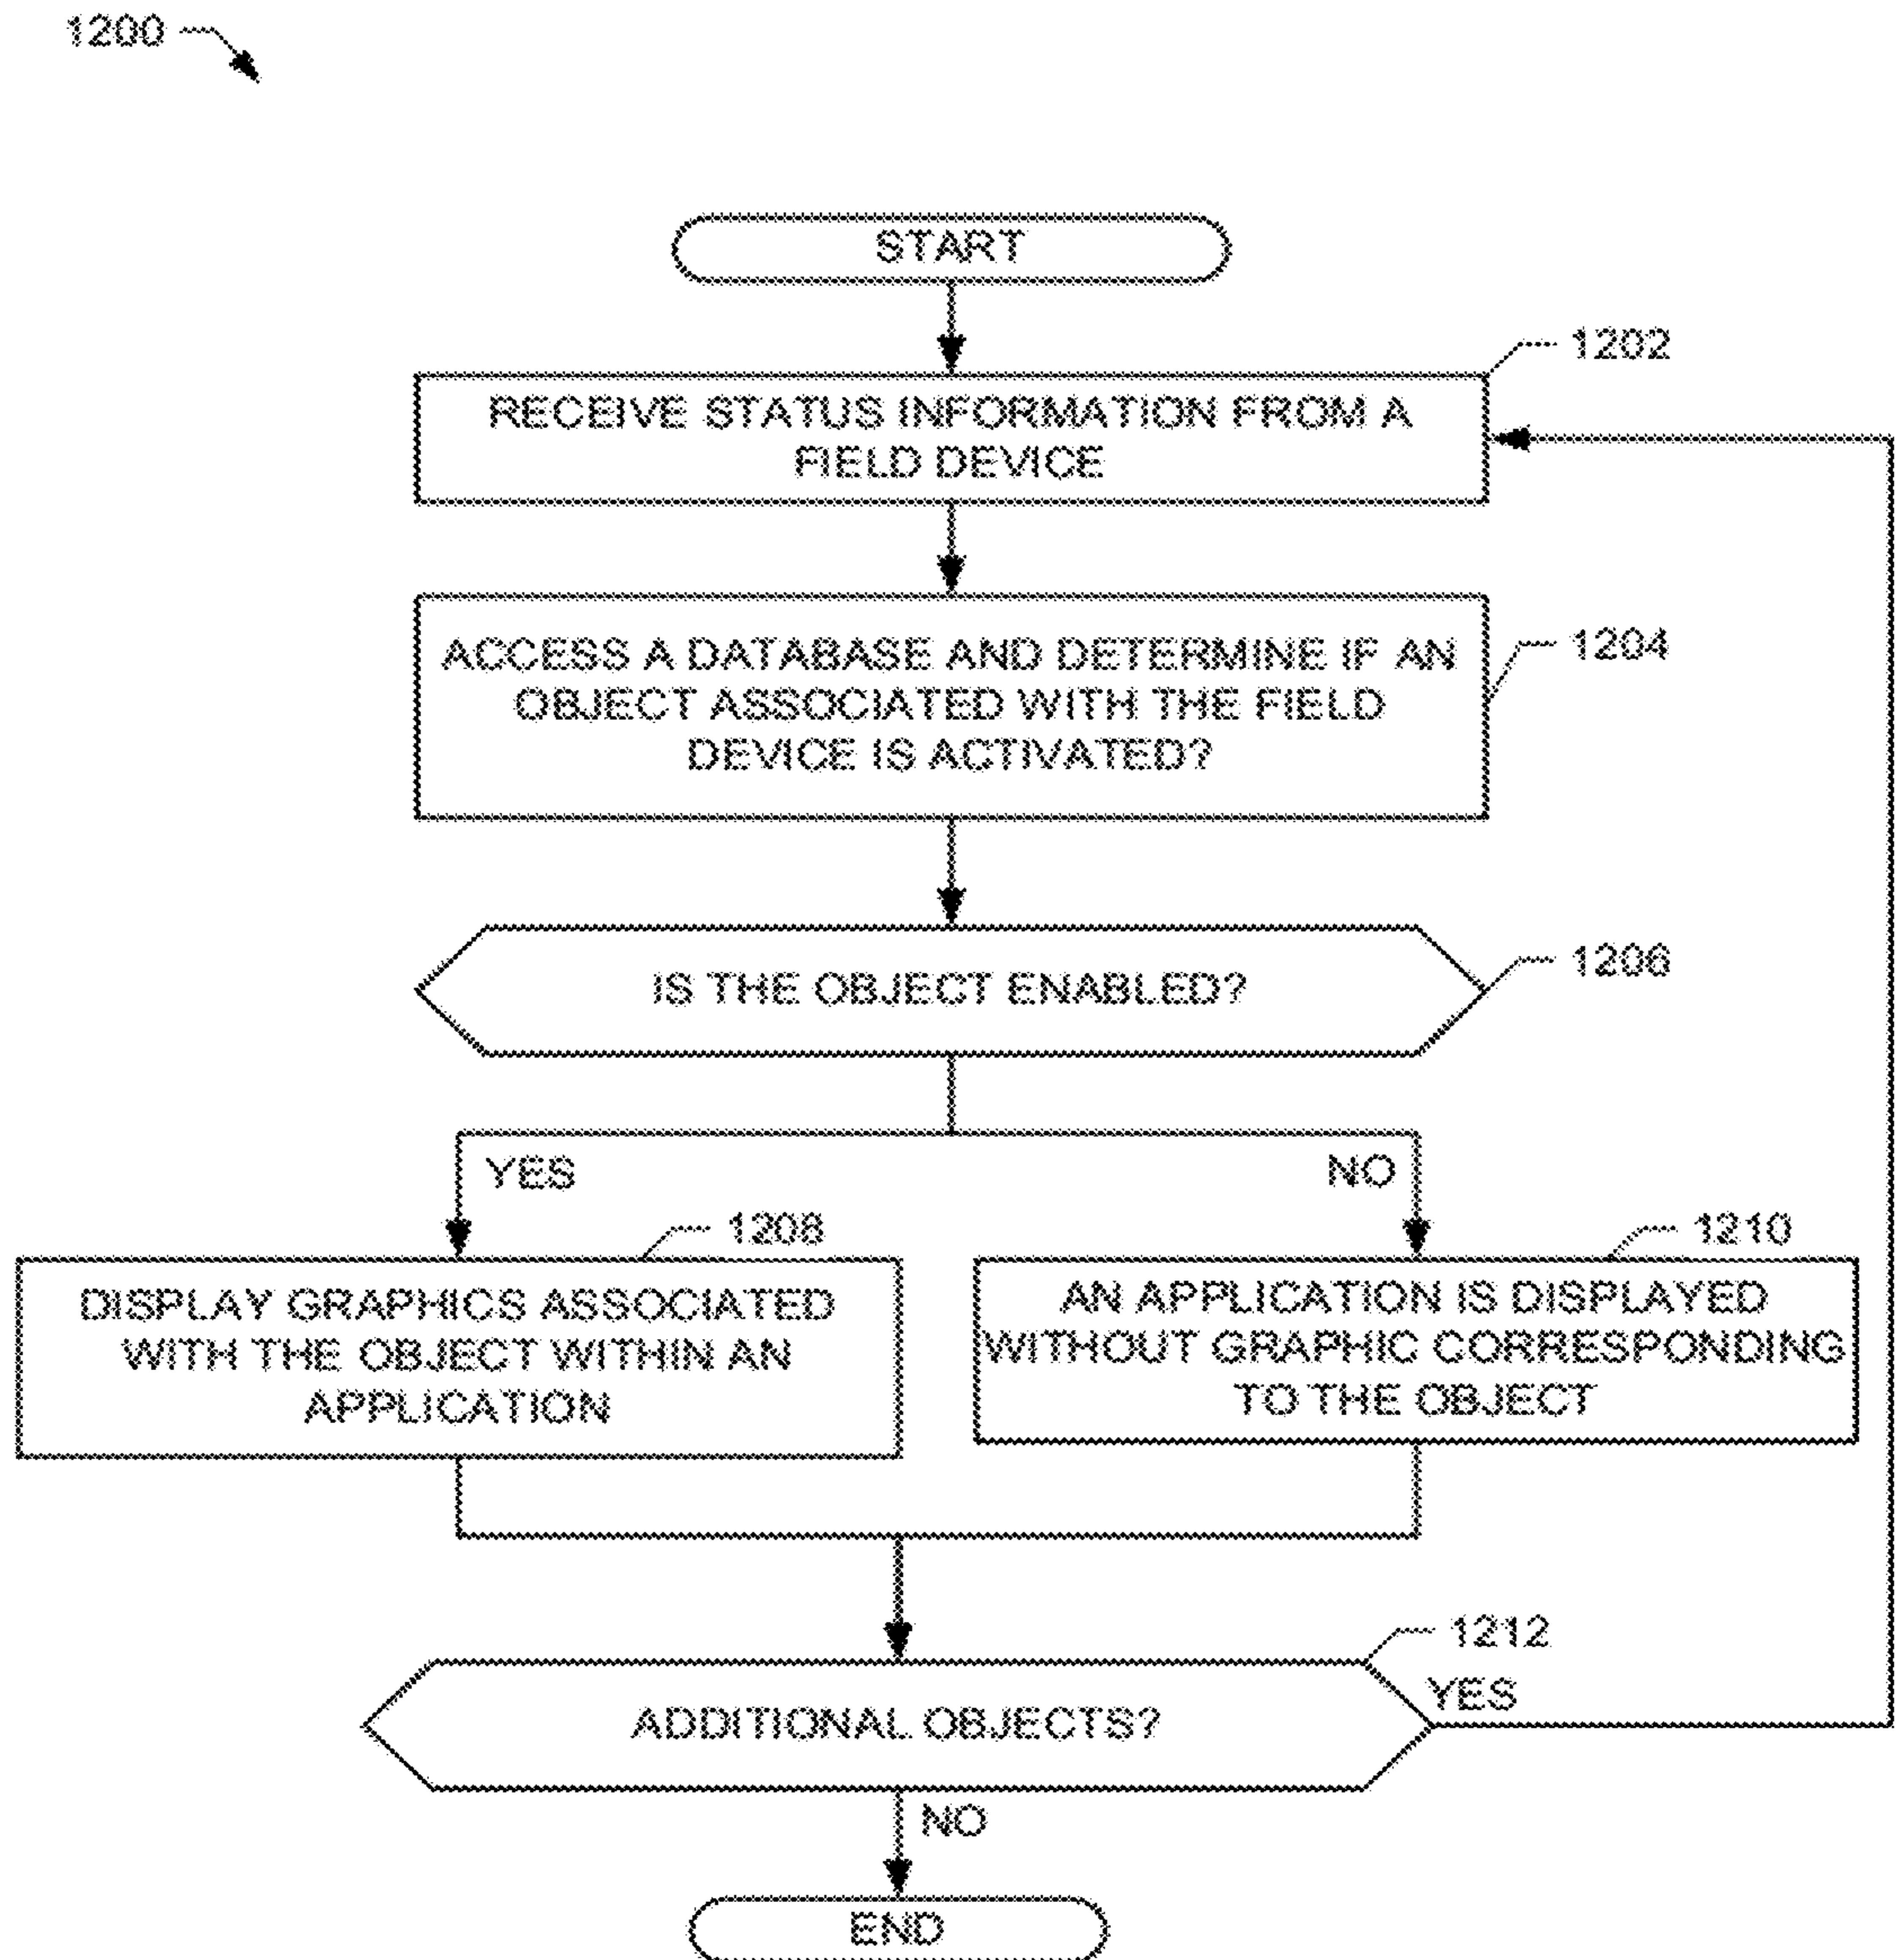 1200
START
1202
RECEIVE STATUS INFORMATION FROM A
FIELD DEVICE
1204
ACCESS A DATABASE AND DETERMINE IF AN
OBJECT ASSOCIATED WITH THE FIELD
DEVICE IS ACTIVATED?
1206
IS THE OBJECT ENABLED?
YES
NO
1208
DISPLAY GRAPHICS ASSOCIATED
WITH THE OBJECT WITHIN AN
APPLICATION
1210
AN APPLICATION IS DISPLAYED
WITHOUT GRAPHIC CORRESPONDING
TO THE OBJECT
1212
ADDITIONAL OBJECTS?
YES
NO
END